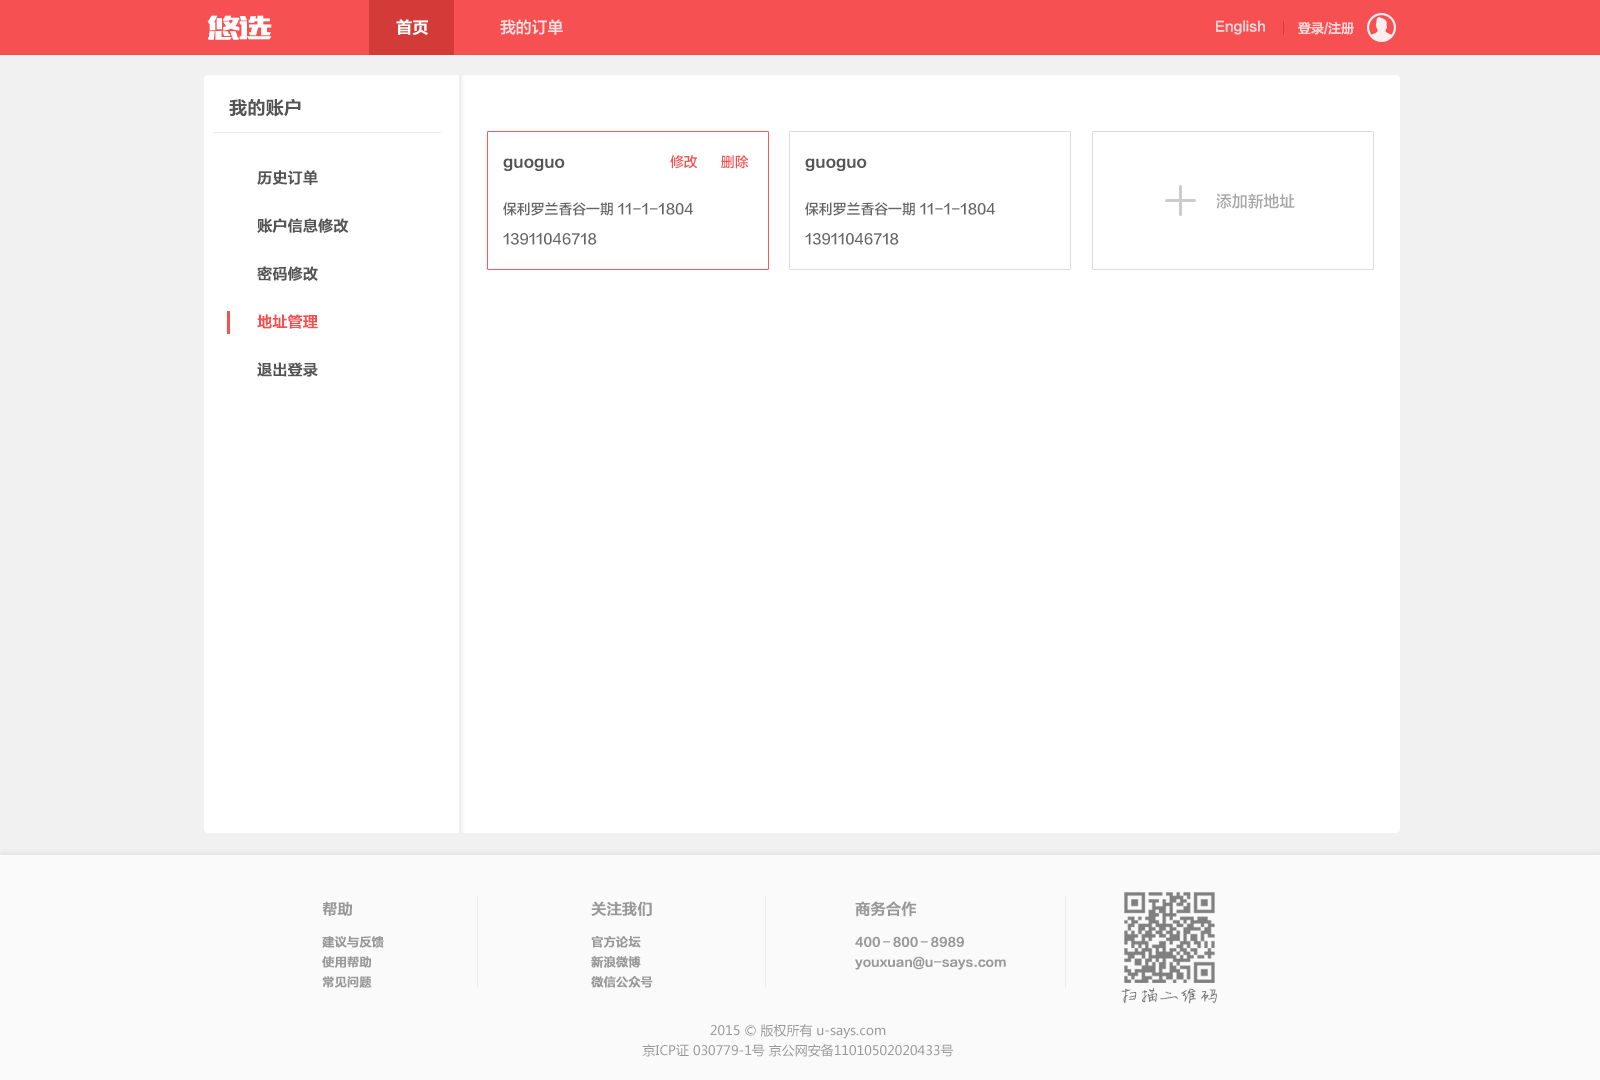 悠选 首页 我的订单 English 登录/注册
我的账户
历史订单
账户信息修改
密码修改
地址管理
退出登录
guoguo 修改 删除
保利罗兰香谷一期 11-1-1804
13911046718
guoguo
保利罗兰香谷一期 11-1-1804
13911046718
添加新地址
帮助
建议与反馈
使用帮助
常见问题
关注我们
官方论坛
新浪微博
微信公众号
商务合作
400-800-8989
youxuan@u-says.com
扫描二维码
2015 © 版权所有 u-says.com
京ICP证 030779-1号 京公网安备11010502020433号